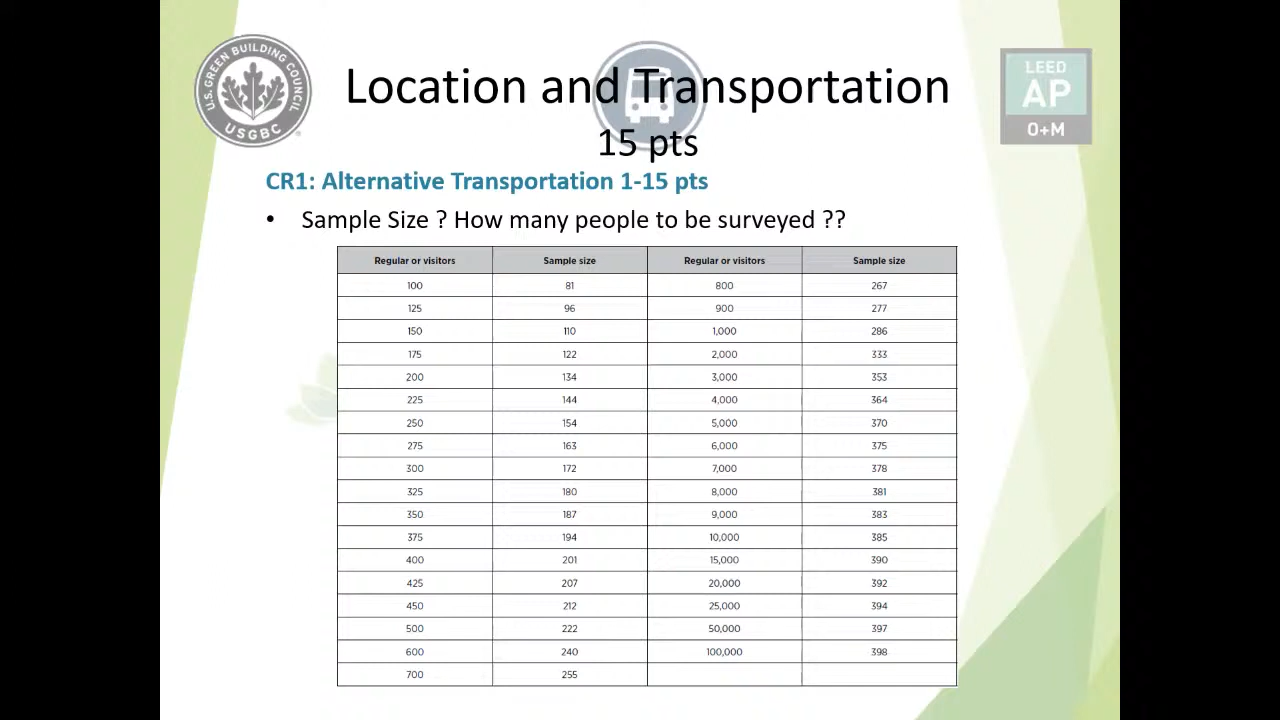 U.S. GREEN BUILDING COUNCIL
USGBC
Location and Transportation
15 pts
LEED
AP
O+M
CR1: Alternative Transportation 1-15 pts
• Sample Size ? How many people to be surveyed ??
Regular or visitors Sample size Regular or visitors Sample size
100 81 800 267
125 96 900 277
150 110 1,000 286
175 122 2,000 333
200 134 3,000 353
225 144 4,000 364
250 154 5,000 370
275 163 6,000 375
300 172 7,000 378
325 180 8,000 381
350 187 9,000 383
375 194 10,000 385
400 201 15,000 390
425 207 20,000 392
450 212 25,000 394
500 222 50,000 397
600 240 100,000 398
700 255